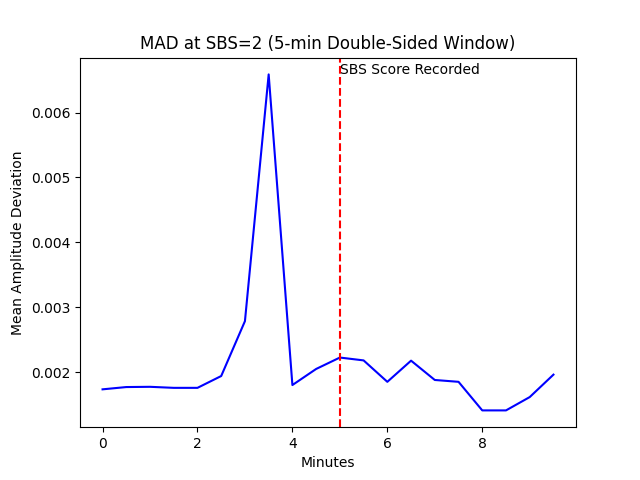 MAD at SBS=2 (5-min Double-Sided Window)
SBS Score Recorded
Mean Amplitude Deviation
0.006
0.005
0.004
0.003
0.002
0 2 4 6 8
Minutes